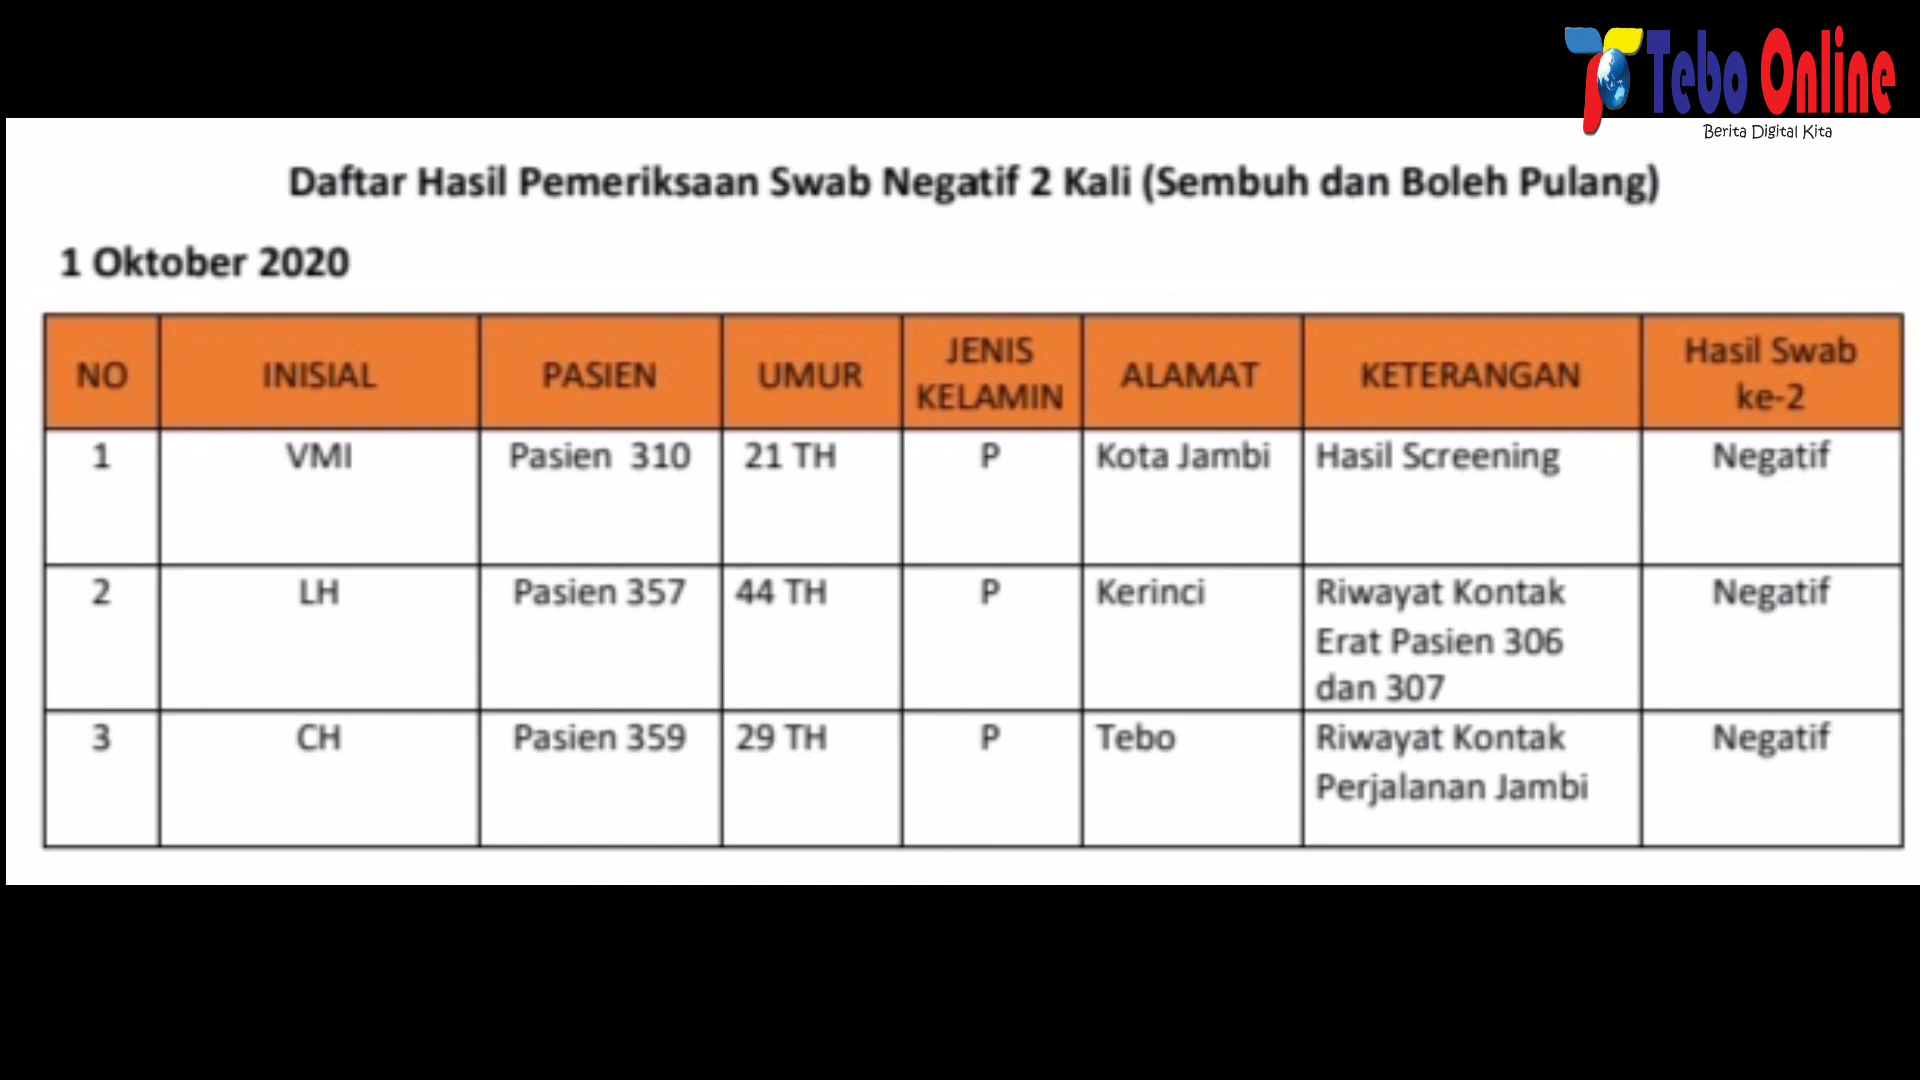 Tebo Online
Berita Digital Kita
Daftar Hasil Pemeriksaan Swab Negatif 2 Kali (Sembuh dan Boleh Pulang)
1 Oktober 2020
NO INISIAL PASIEN UMUR JENIS KELAMIN ALAMAT KETERANGAN Hasil Swab ke-2
1 VMI Pasien 310 21 TH P Kota Jambi Hasil Screening Negatif
2 LH Pasien 357 44 TH P Kerinci Riwayat Kontak Negatif
Erat Pasien 306
dan 307
3 CH Pasien 359 29 TH P Tebo Riwayat Kontak Negatif
Perjalanan Jambi